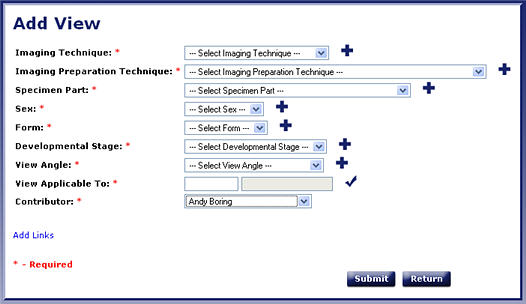 Add View
Imaging Technique: * --- Select Imaging Technique ---
Imaging Preparation Technique: * --- Select Imaging Preparation Technique ---
Specimen Part: * --- Select Specimen Part ---
Sex: * --- Select Sex ---
Form: * --- Select Form ---
Developmental Stage: * --- Select Developmental Stage ---
View Angle: * --- Select View Angle ---
View Applicable To: *
Contributor: * Andy Boring
Add Links
* - Required
Submit Return